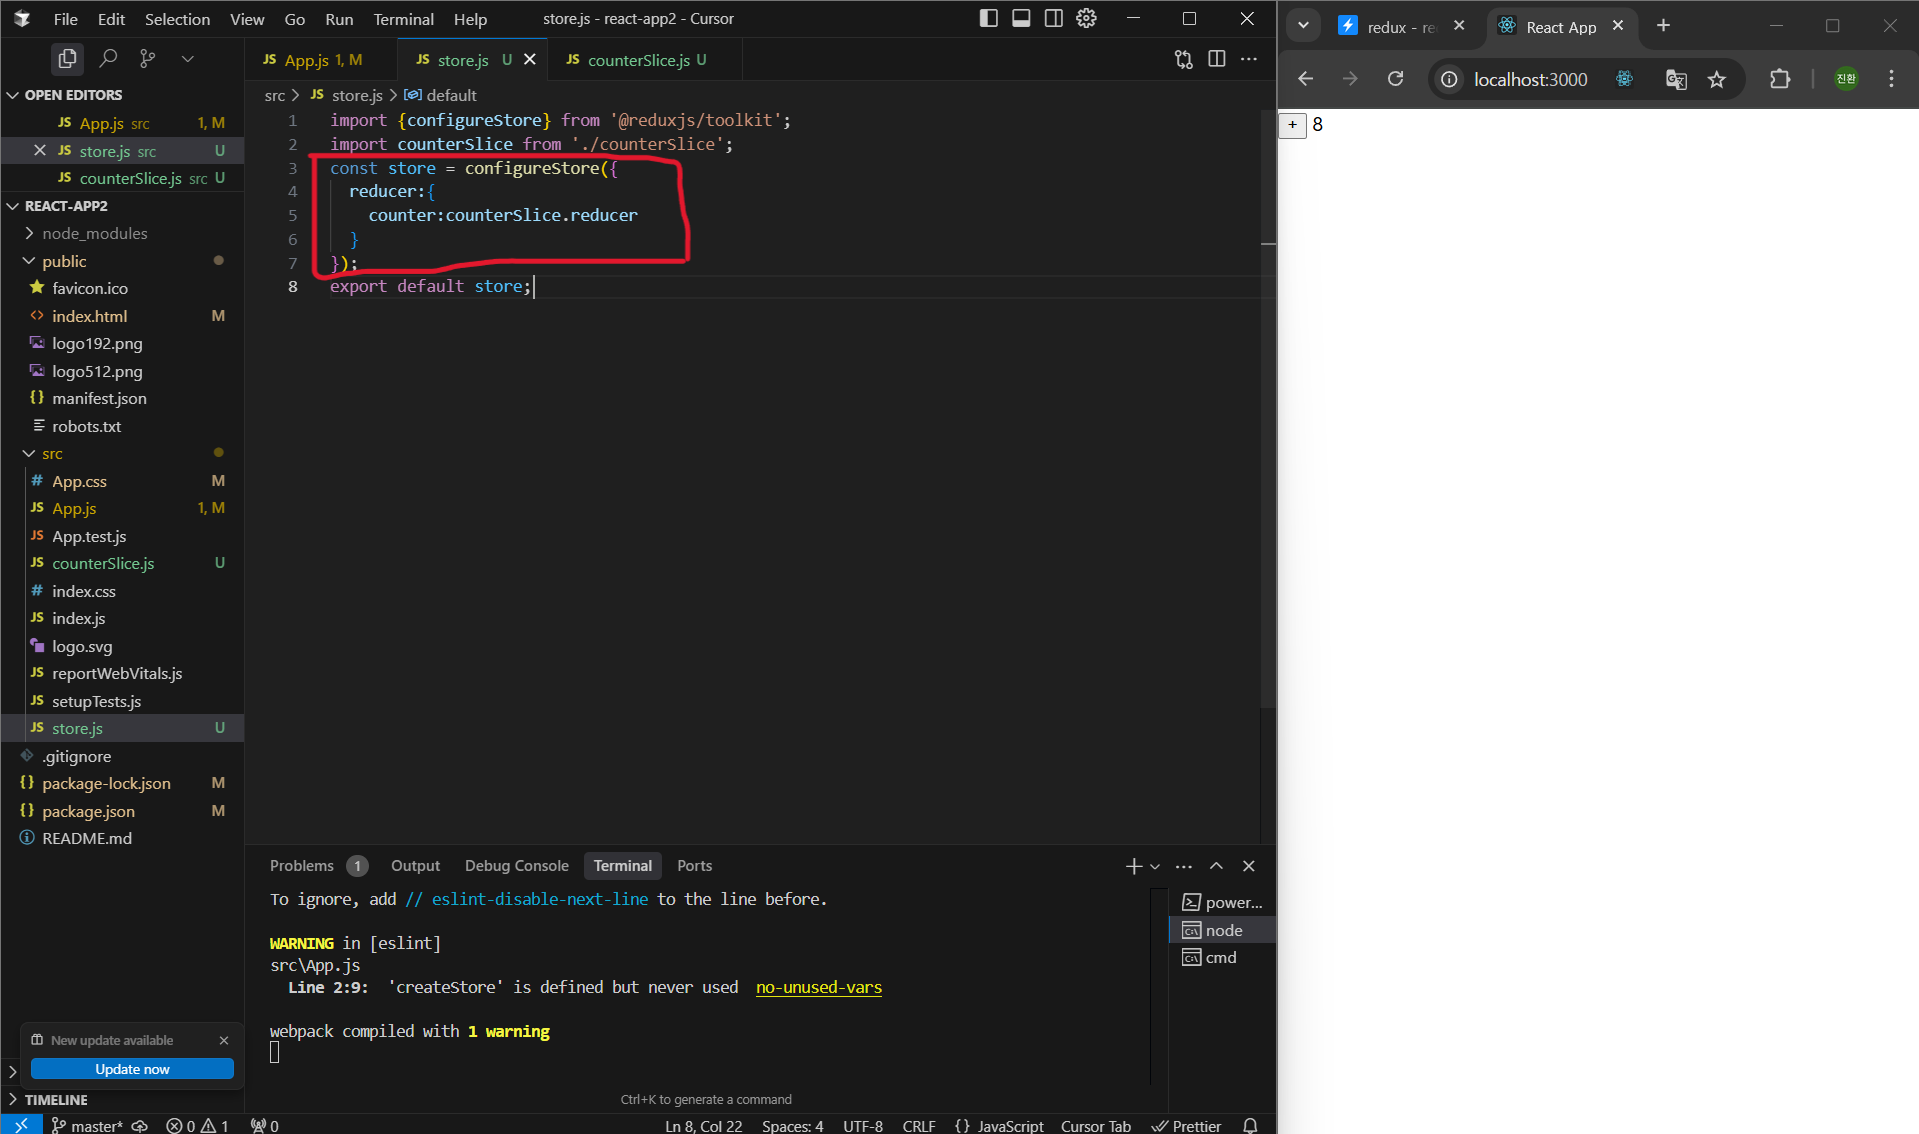 File Edit Selection View Go Run Terminal Help store.js - react-app2 - Cursor
OPEN EDITORS
JS App.js src 1, M
JS store.js src U
JS counterSlice.js src U
REACT-APP2
node_modules
public
favicon.ico
index.html M
logo192.png
logo512.png
manifest.json
robots.txt
src
App.css M
JS App.js 1, M
JS App.test.js
JS counterSlice.js U
index.css
JS index.js
logo.svg
JS reportWebVitals.js
JS setupTests.js
JS store.js U
.gitignore
package-lock.json M
package.json M
README.md
New update available
Update now
TIMELINE
JS App.js 1, M JS store.js U JS counterSlice.js U
src > JS store.js > default
1 import {configureStore} from '@reduxjs/toolkit';
2 import counterSlice from './counterSlice';
3 const store = configureStore({
4 reducer:{
5 counter:counterSlice.reducer
6 }
7 });
8 export default store;
Problems 1 Output Debug Console Terminal Ports
To ignore, add // eslint-disable-next-line to the line before.
WARNING in [eslint]
src\App.js
Line 2:9: 'createStore' is defined but never used no-unused-vars
webpack compiled with 1 warning
Ctrl+K to generate a command
power...
node
cmd
master* 0 1 0 Ln 8, Col 22 Spaces: 4 UTF-8 CRLF {} JavaScript Cursor Tab Prettier
redux - re React App
localhost:3000 진환
+ 8